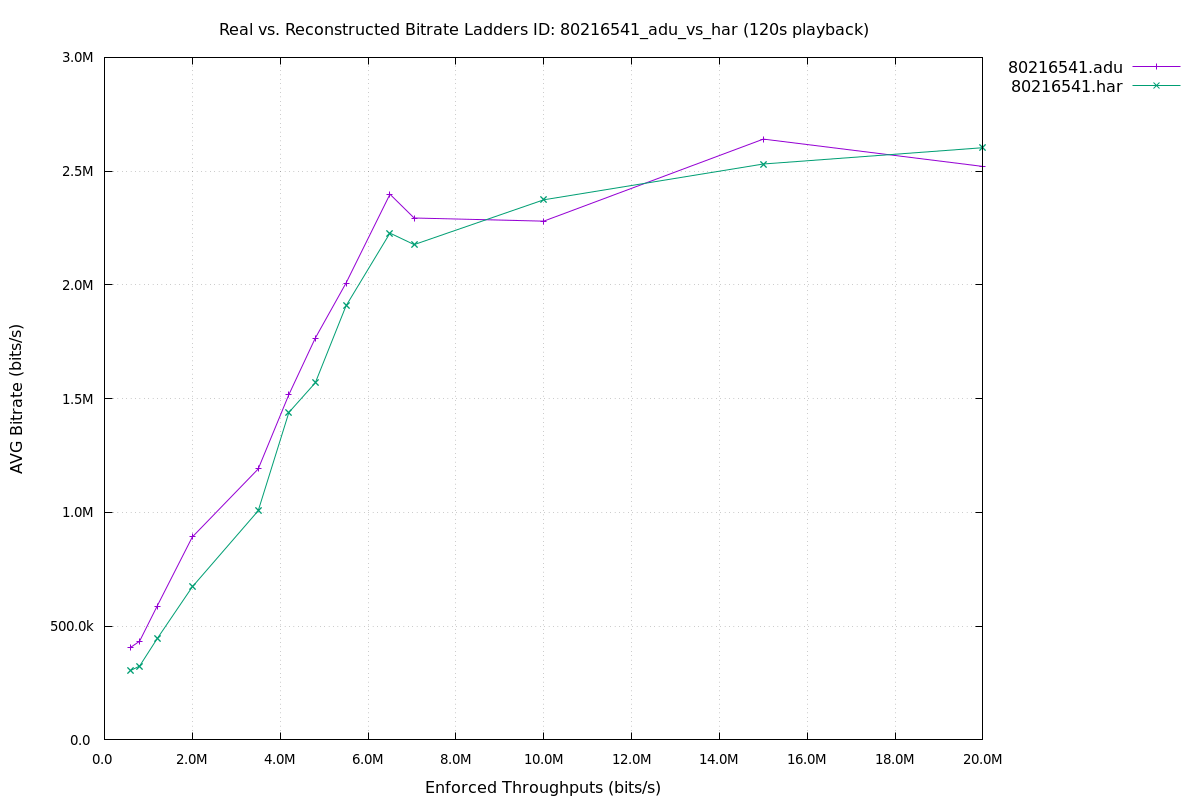 Real vs. Reconstructed Bitrate Ladders ID: 80216541_adu_vs_har (120s playback)
80216541.adu
80216541.har
3.0M
2.5M
2.0M
1.5M
1.0M
500.0k
0.0
AVG Bitrate (bits/s)
0.0 2.0M 4.0M 6.0M 8.0M 10.0M 12.0M 14.0M 16.0M 18.0M 20.0M
Enforced Throughputs (bits/s)